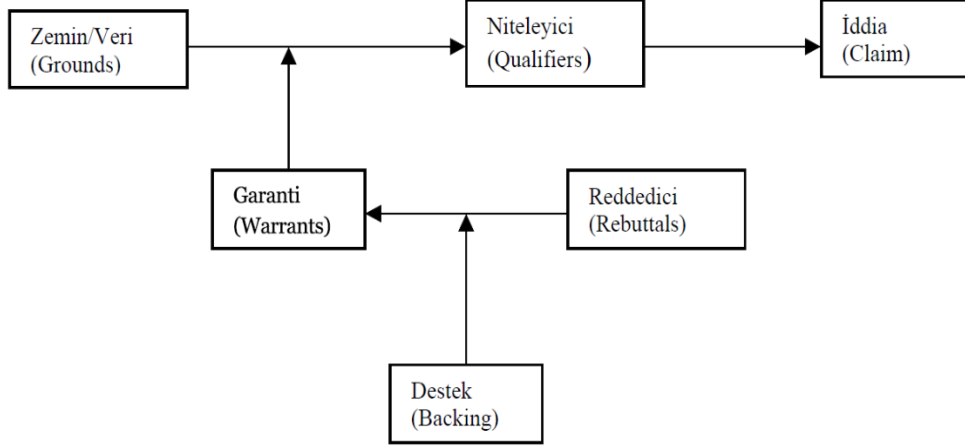 Zemin/Veri
(Grounds)
Niteleyici
(Qualifiers)
İddia
(Claim)
Garanti
(Warrants)
Reddedici
(Rebuttals)
Destek
(Backing)